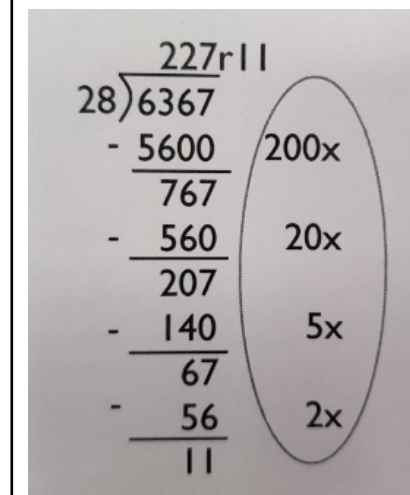 227r11
28)6367
- 5600 200x
767
- 560 20x
207
- 140 5x
67
- 56 2x
11